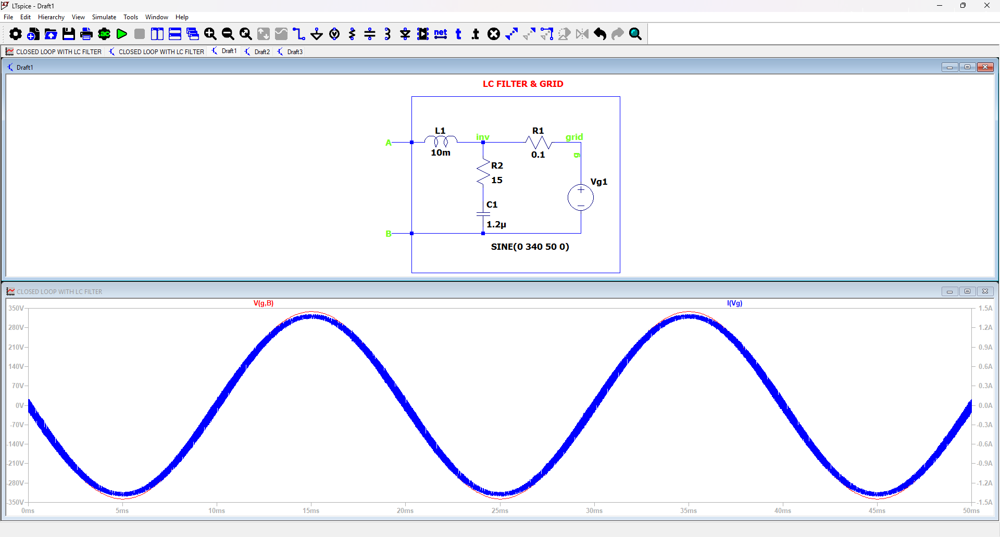 LTspice - Draft1
File Edit Hierarchy View Simulate Tools Window Help
.ac net t .t
CLOSED LOOP WITH LC FILTER CLOSED LOOP WITH LC FILTER Draft1 Draft2 Draft3
Draft1
LC FILTER & GRID
L1 R1
inv grid
A
10m 0.1
g
R2
15
Vg1
C1
1.2µ
B
SINE(0 340 50 0)
CLOSED LOOP WITH LC FILTER
V(g,B) I(Vg)
350V 1.5A
280V 1.2A
210V 0.9A
140V 0.6A
70V 0.3A
0V 0.0A
-70V -0.3A
-140V -0.6A
-210V -0.9A
-280V -1.2A
-350V -1.5A
0ms 5ms 10ms 15ms 20ms 25ms 30ms 35ms 40ms 45ms 50ms